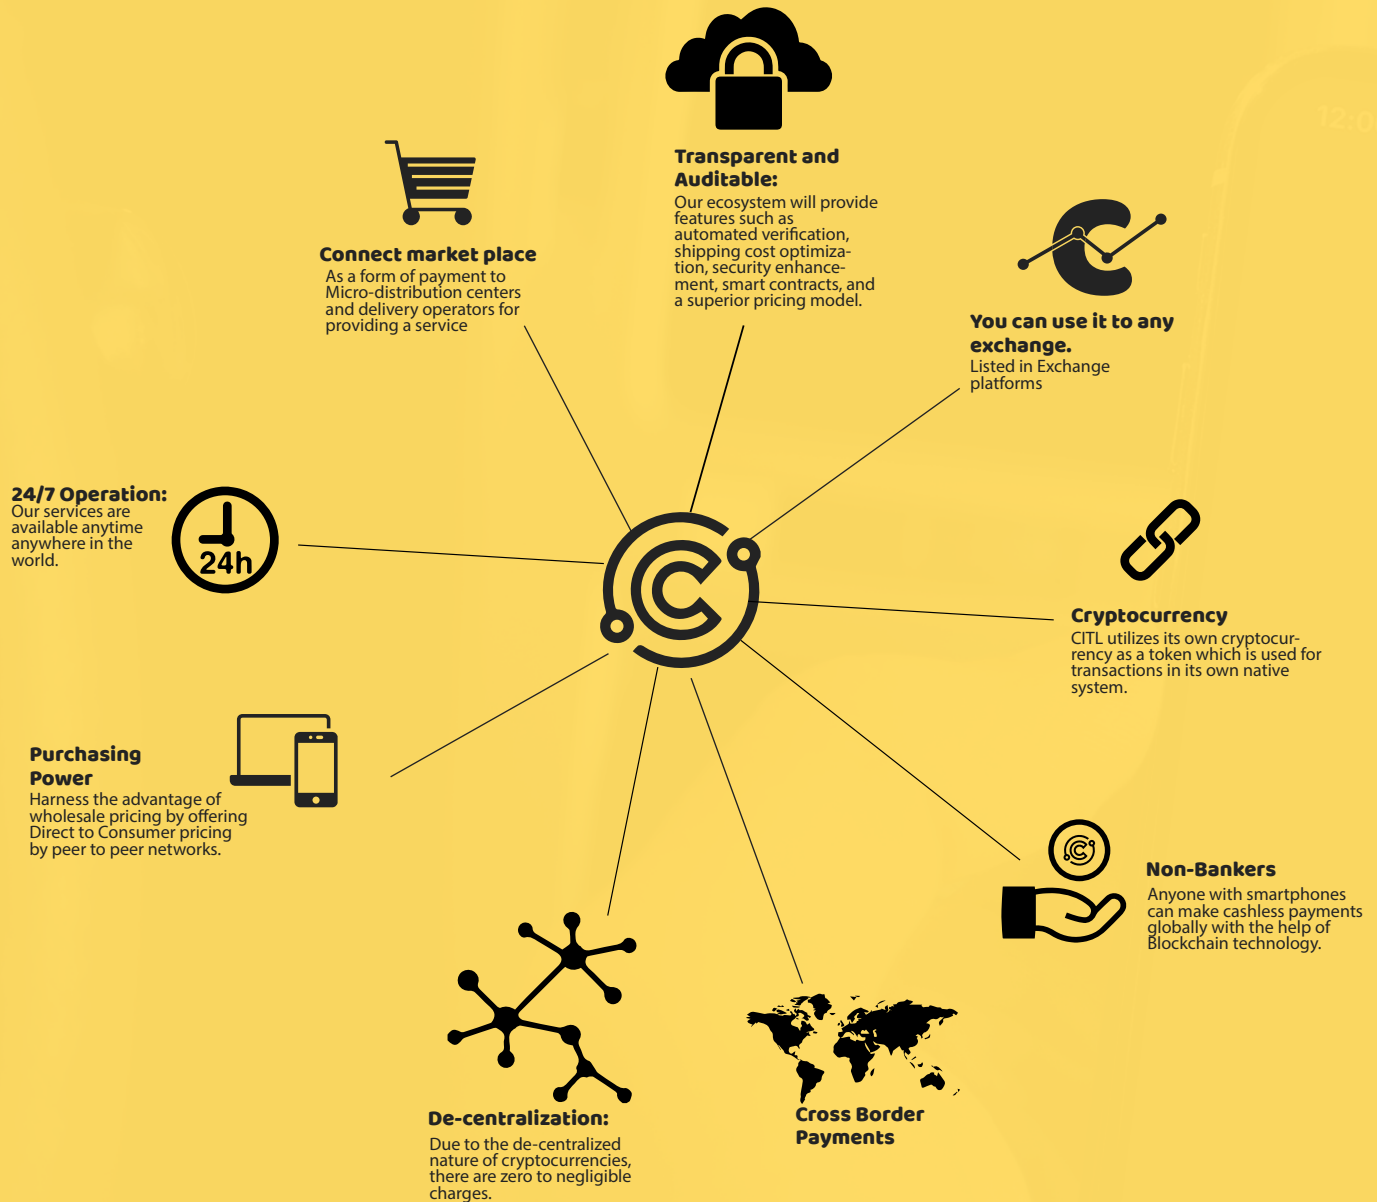 12:0
Transparent and
Auditable:
Our ecosystem will provide
features such as
automated verification,
shipping cost optimiza-
tion, security enhance-
ment, smart contracts, and
a superior pricing model.
Connect market place
As a form of payment to
Micro-distribution centers
and delivery operators for
providing a service
You can use it to any
exchange.
Listed in Exchange
platforms
24/7 Operation:
Our services are
available anytime
anywhere in the
world.
24h
Cryptocurrency
CITL utilizes its own cryptocur-
rency as a token which is used for
transactions in its own native
system.
Purchasing
Power
Harness the advantage of
wholesale pricing by offering
Direct to Consumer pricing
by peer to peer networks.
Non-Bankers
Anyone with smartphones
can make cashless payments
globally with the help of
Blockchain technology.
De-centralization:
Due to the de-centralized
nature of cryptocurrencies,
there are zero to negligible
charges.
Cross Border
Payments